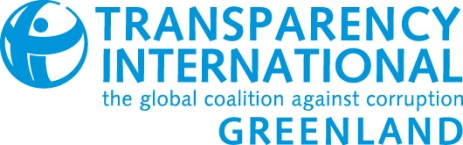 TRANSPARENCY
INTERNATIONAL
the global coalition against corruption
GREENLAND